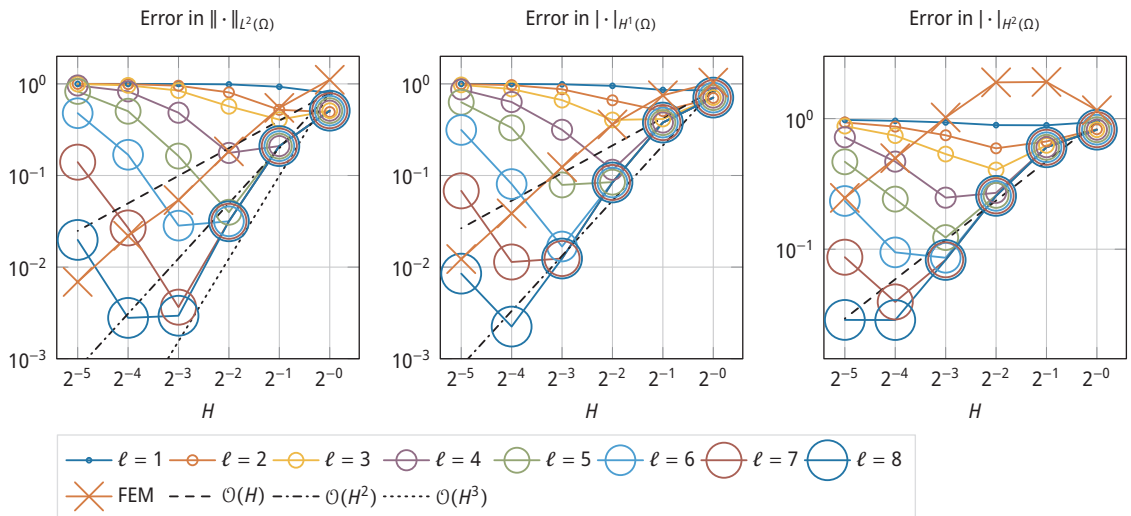 Error in ‖ · ‖_{L²(Ω)}
10⁰
10⁻¹
10⁻²
10⁻³
2⁻⁵ 2⁻⁴ 2⁻³ 2⁻² 2⁻¹ 2⁻⁰
H
Error in | · |_{H¹(Ω)}
10⁰
10⁻¹
10⁻²
10⁻³
2⁻⁵ 2⁻⁴ 2⁻³ 2⁻² 2⁻¹ 2⁻⁰
H
Error in | · |_{H²(Ω)}
10⁰
10⁻¹
2⁻⁵ 2⁻⁴ 2⁻³ 2⁻² 2⁻¹ 2⁻⁰
H
ℓ = 1 ℓ = 2 ℓ = 3 ℓ = 4 ℓ = 5 ℓ = 6 ℓ = 7 ℓ = 8
FEM 𝒪(H) 𝒪(H²) 𝒪(H³)